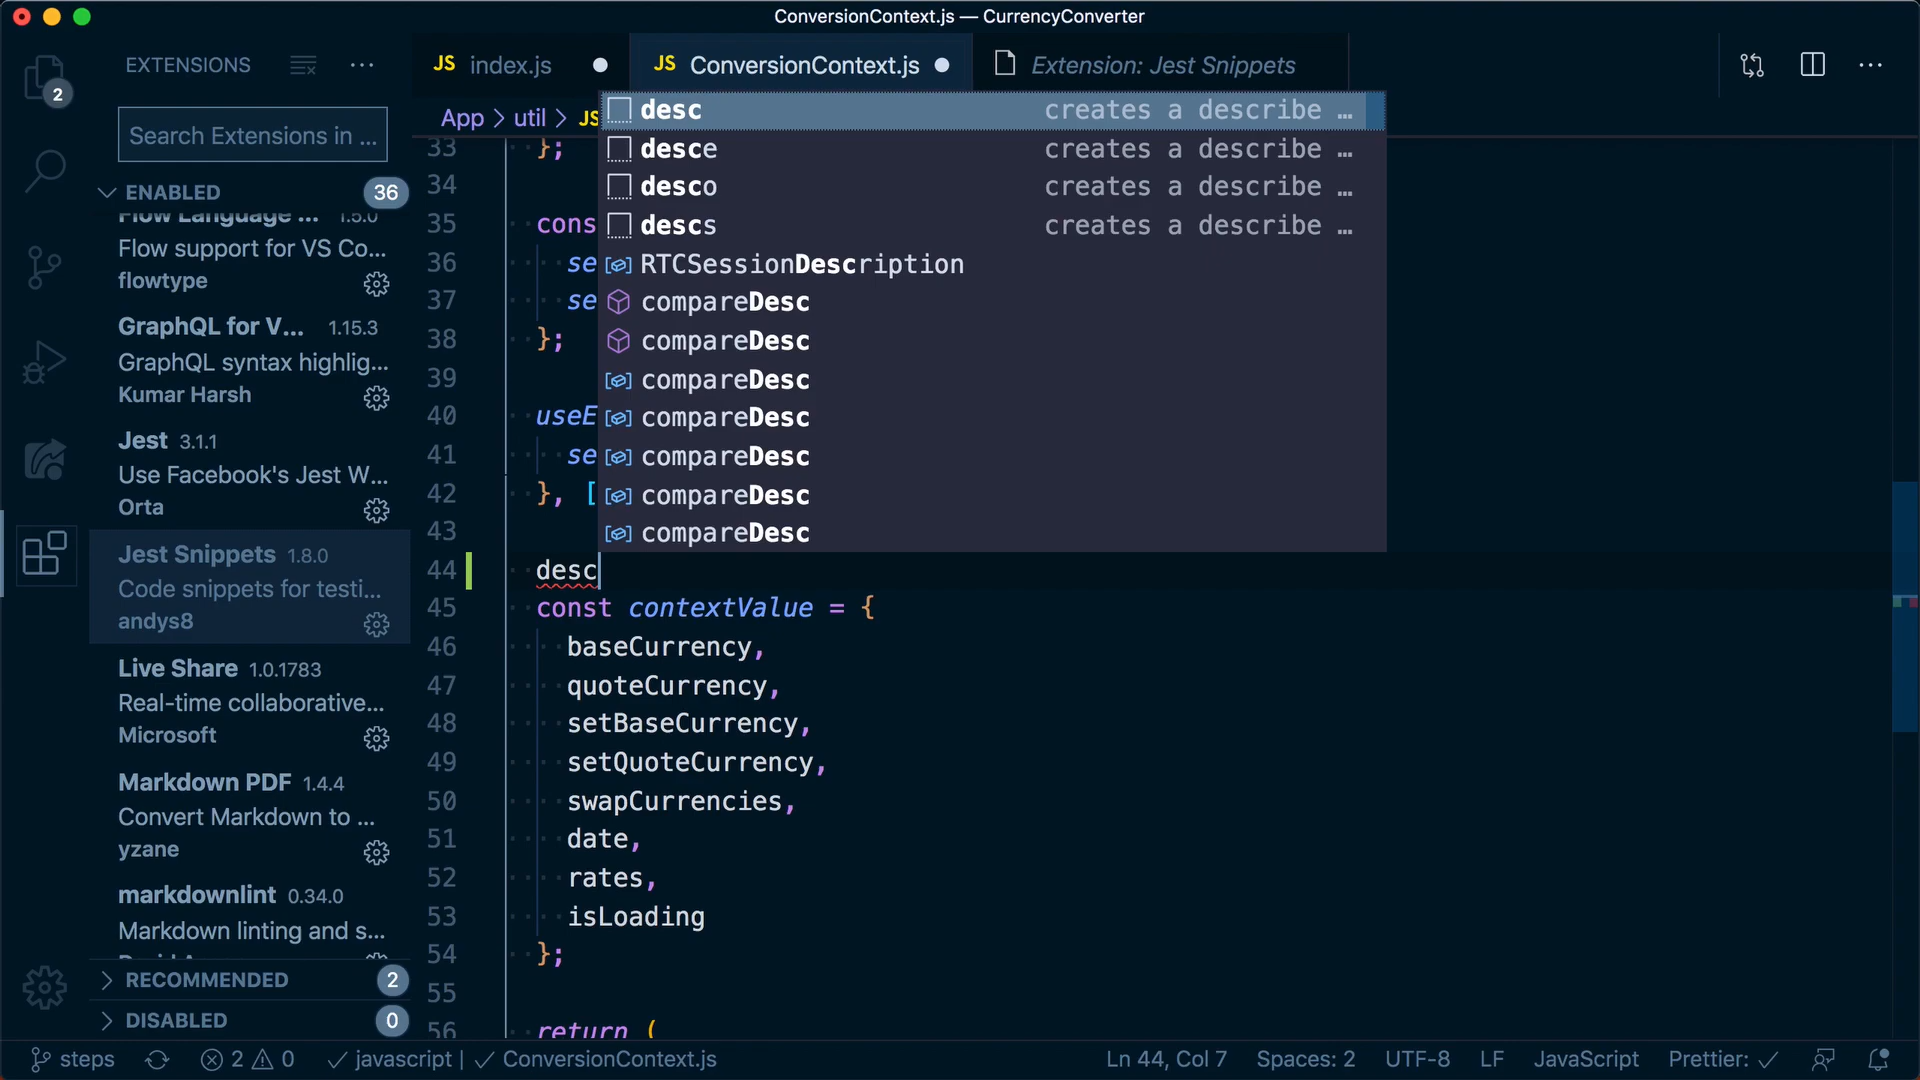 ConversionContext.js — CurrencyConverter
EXTENSIONS
JS index.js
JS ConversionContext.js
Extension: Jest Snippets
2
Search Extensions in ...
ENABLED 36
Flow Language ... 1.5.0
Flow support for VS Co...
flowtype
GraphQL for V... 1.15.3
GraphQL syntax highlig...
Kumar Harsh
Jest 3.1.1
Use Facebook's Jest W...
Orta
Jest Snippets 1.8.0
Code snippets for testi...
andys8
Live Share 1.0.1783
Real-time collaborative...
Microsoft
Markdown PDF 1.4.4
Convert Markdown to ...
yzane
markdownlint 0.34.0
Markdown linting and s...
RECOMMENDED 2
DISABLED 0
App > util > JS
desc creates a describe …
desce creates a describe …
desco creates a describe …
descs creates a describe …
RTCSessionDescription
compareDesc
compareDesc
compareDesc
compareDesc
compareDesc
compareDesc
compareDesc
33 };
34
35 cons
36 se
37 se
38 };
39
40 useE
41 se
42 }, [
43
44 desc
45 const contextValue = {
46 baseCurrency,
47 quoteCurrency,
48 setBaseCurrency,
49 setQuoteCurrency,
50 swapCurrencies,
51 date,
52 rates,
53 isLoading
54 };
55
56 return (
steps 2 0 javascript | ConversionContext.js Ln 44, Col 7 Spaces: 2 UTF-8 LF JavaScript Prettier: ✓